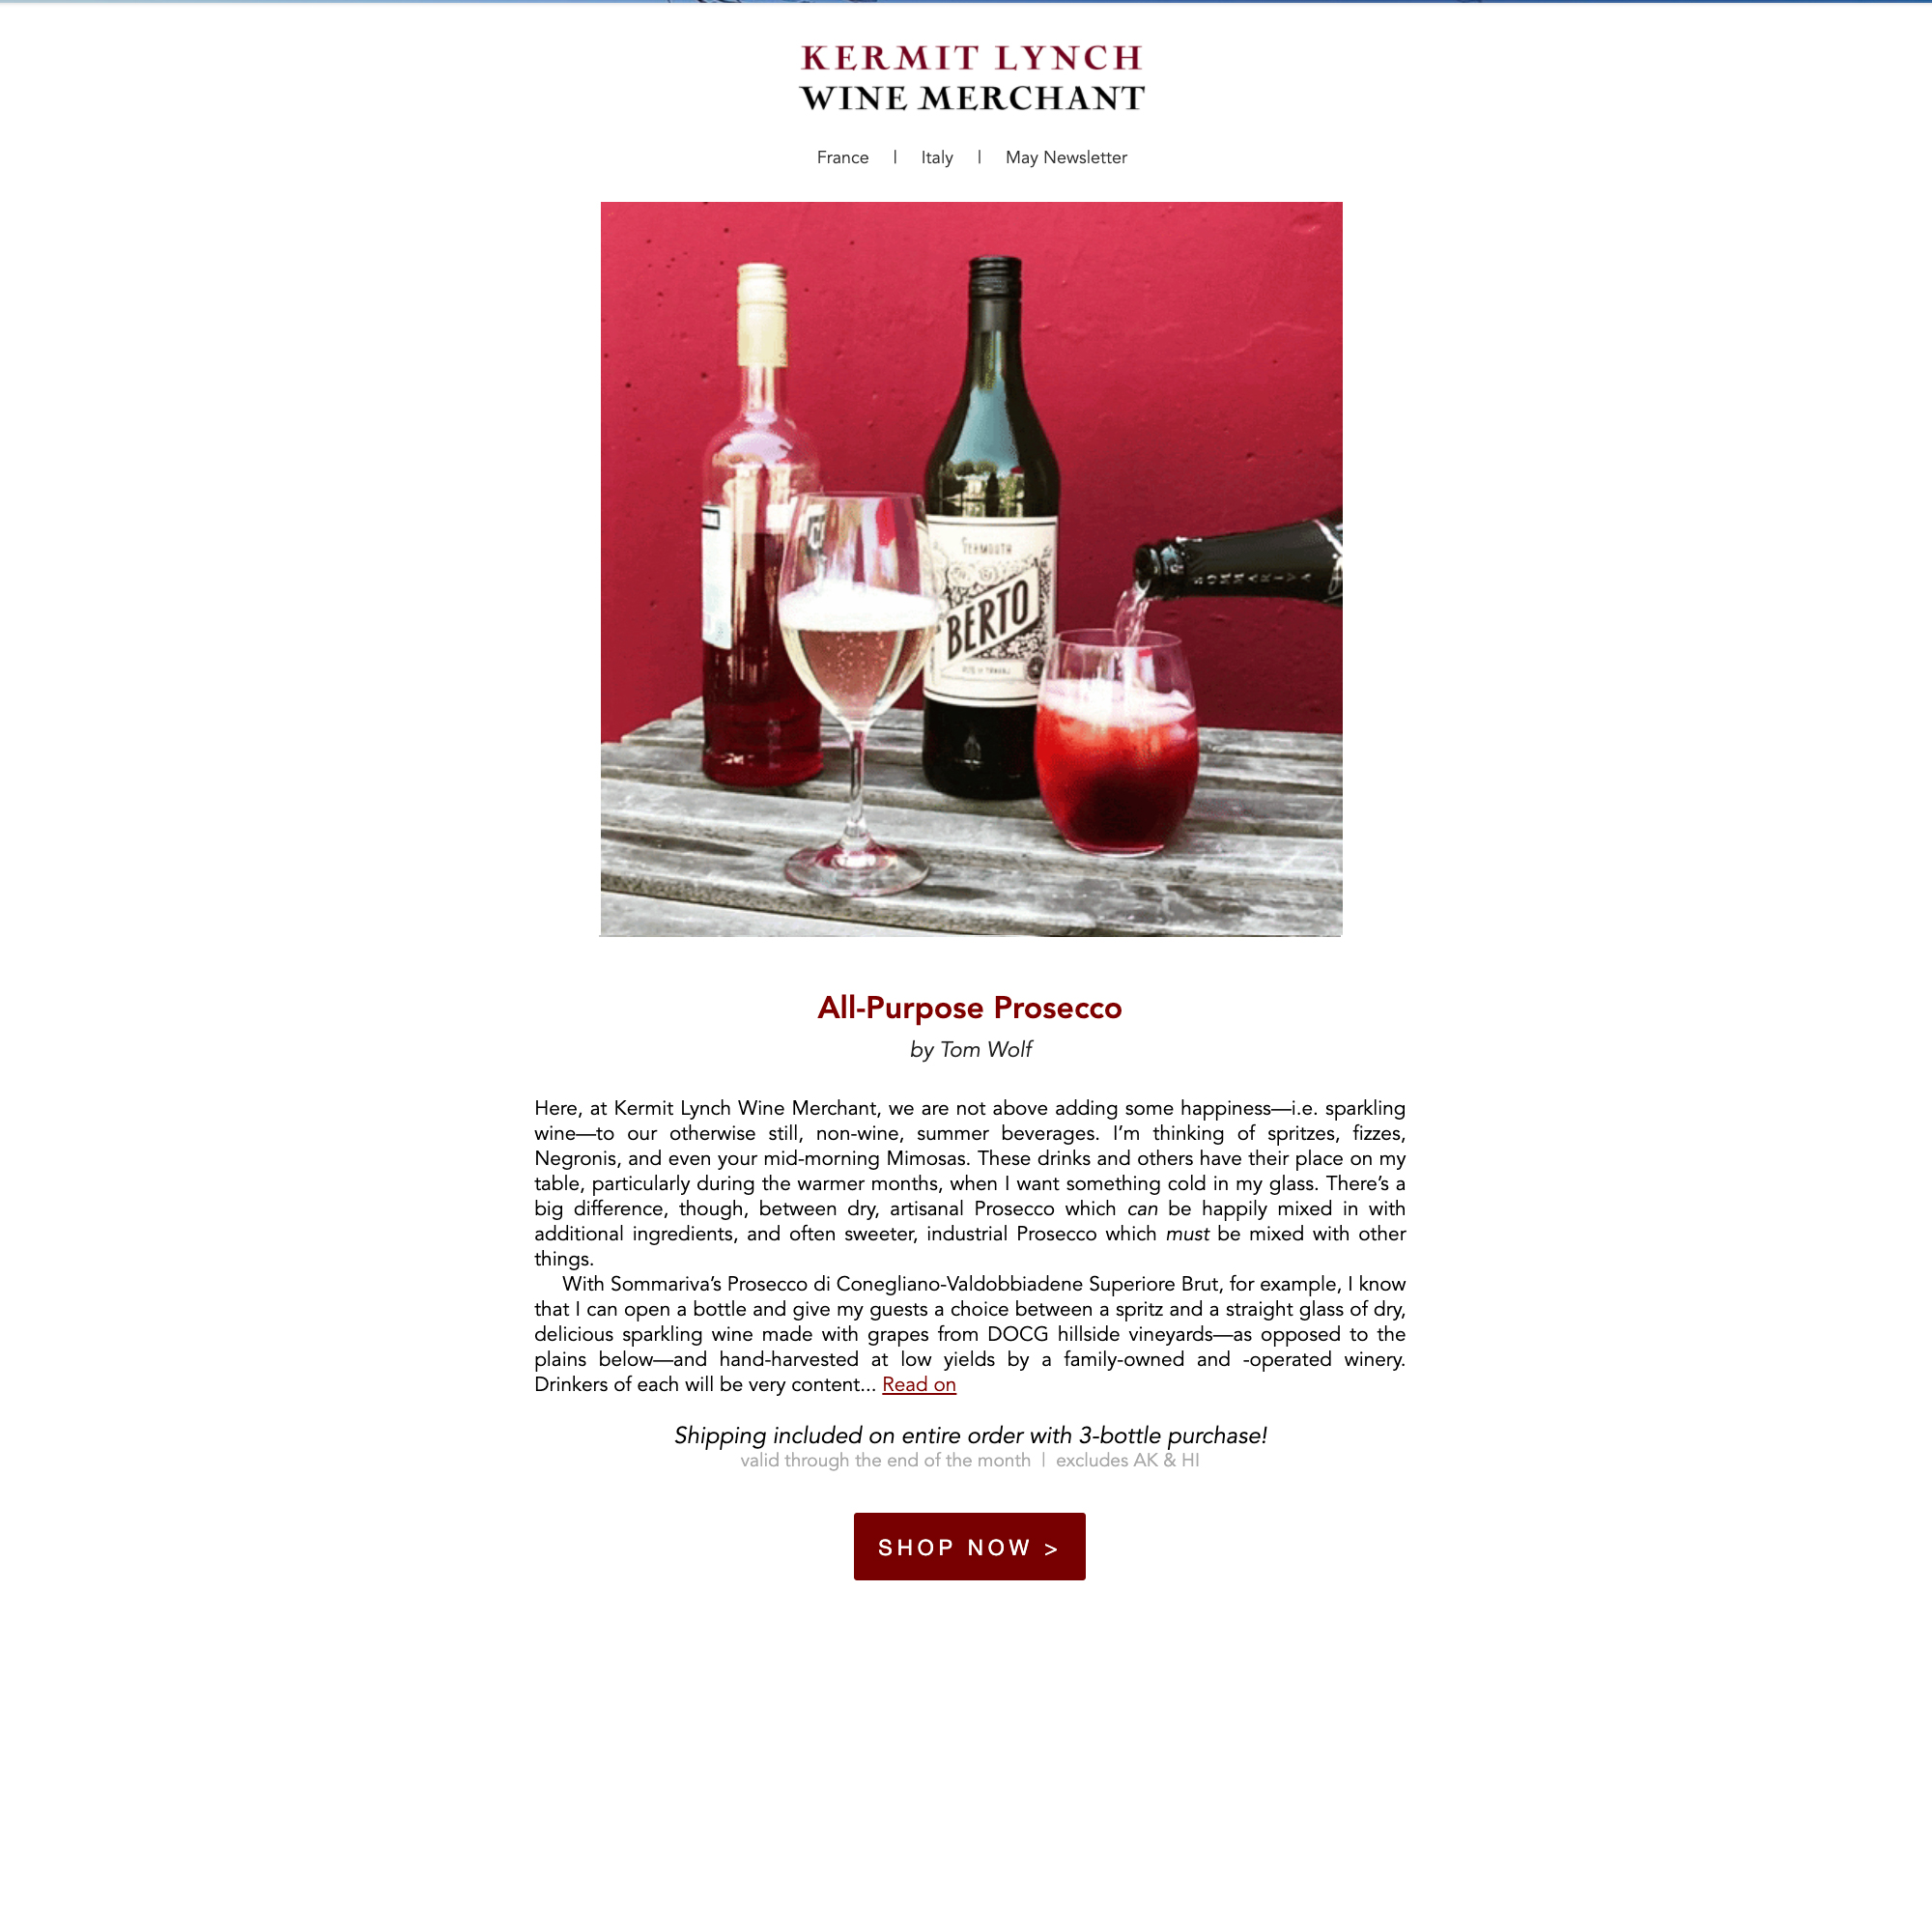 KERMIT LYNCH
WINE MERCHANT
France | Italy | May Newsletter
VERMOUTH
BERTO
SOMMARIVA
All-Purpose Prosecco
by Tom Wolf
Here, at Kermit Lynch Wine Merchant, we are not above adding some happiness—i.e. sparkling
wine—to our otherwise still, non-wine, summer beverages. I’m thinking of spritzes, fizzes,
Negronis, and even your mid-morning Mimosas. These drinks and others have their place on my
table, particularly during the warmer months, when I want something cold in my glass. There’s a
big difference, though, between dry, artisanal Prosecco which can be happily mixed in with
additional ingredients, and often sweeter, industrial Prosecco which must be mixed with other
things.
With Sommariva’s Prosecco di Conegliano-Valdobbiadene Superiore Brut, for example, I know
that I can open a bottle and give my guests a choice between a spritz and a straight glass of dry,
delicious sparkling wine made with grapes from DOCG hillside vineyards—as opposed to the
plains below—and hand-harvested at low yields by a family-owned and -operated winery.
Drinkers of each will be very content... Read on
Shipping included on entire order with 3-bottle purchase!
valid through the end of the month | excludes AK & HI
SHOP NOW >